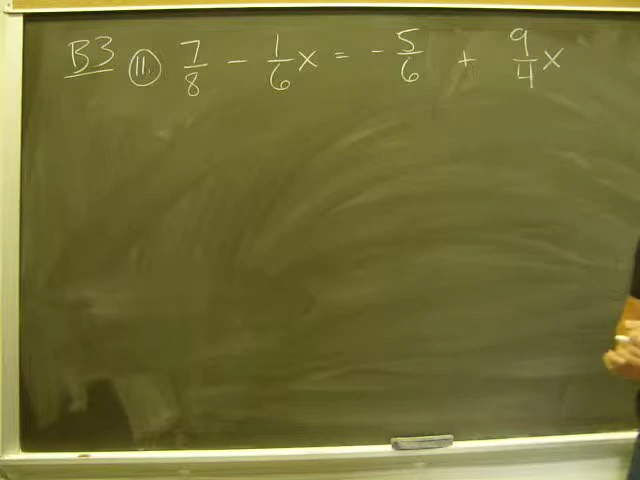 B3 11. 7/8 - 1/6 x = - 5/6 + 9/4 x